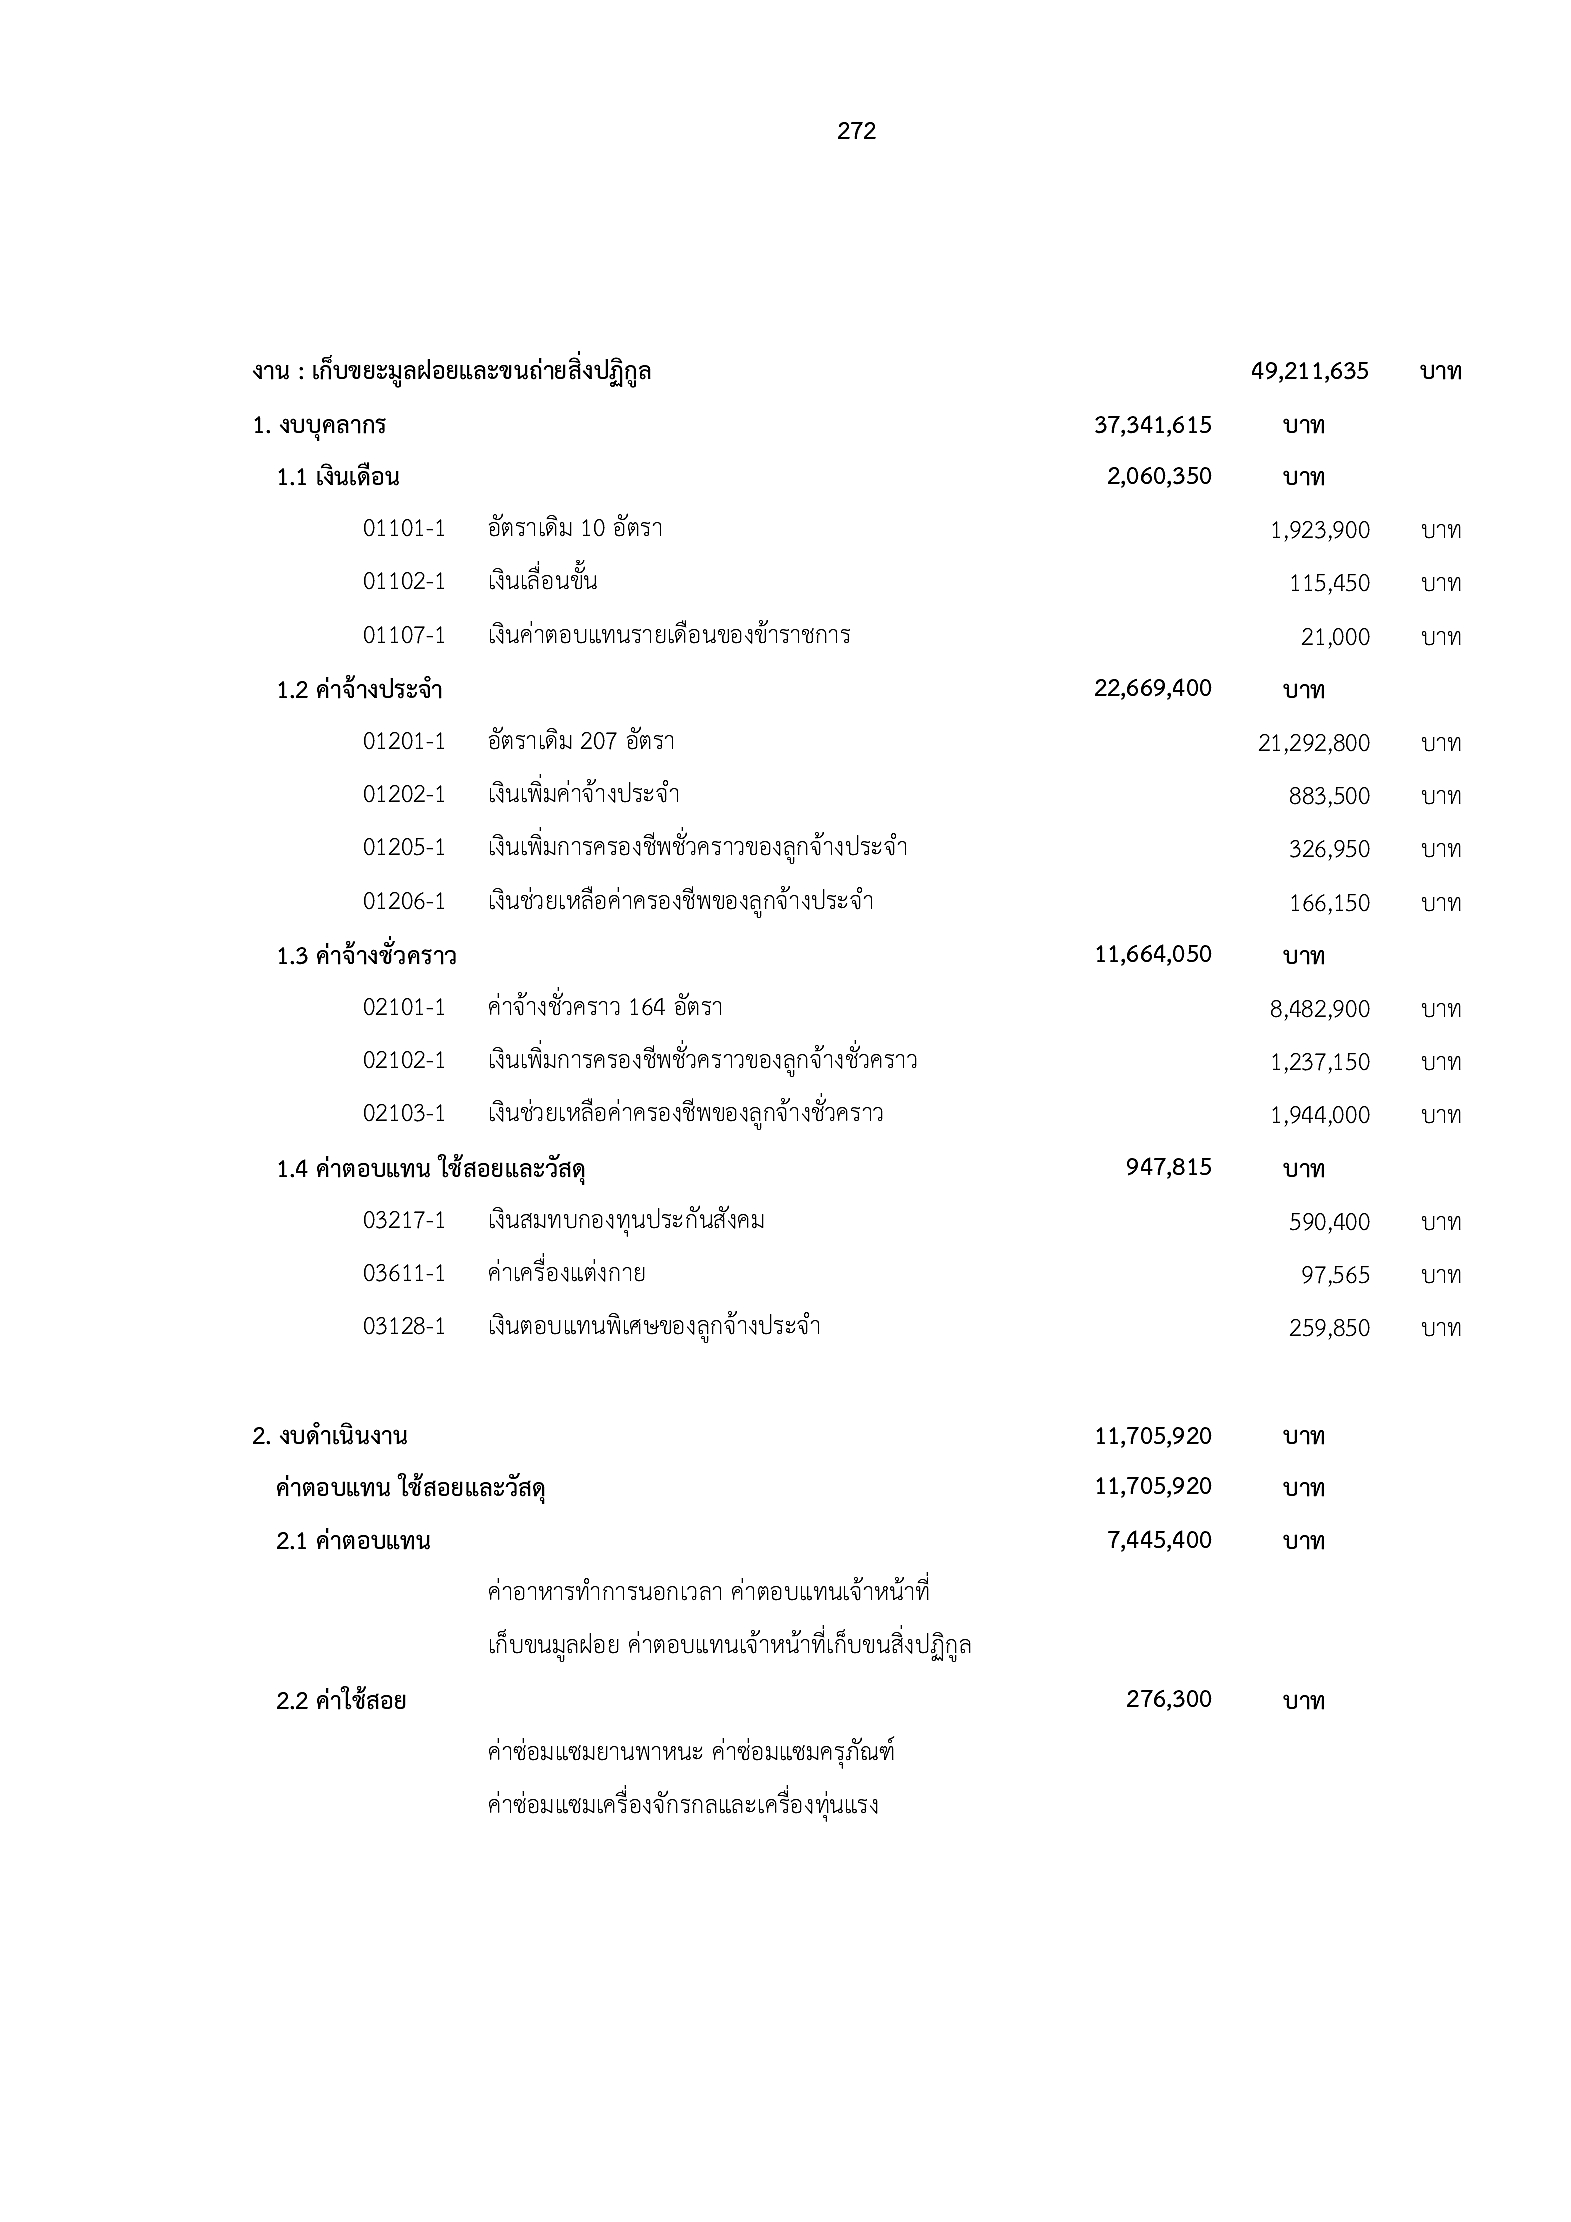 272
งาน : เก็บขยะมูลฝอยและขนถ่ายสิ่งปฏิกูล 49,211,635 บาท
1. งบบุคลากร 37,341,615 บาท
1.1 เงินเดือน 2,060,350 บาท
01101-1 อัตราเดิม 10 อัตรา 1,923,900 บาท
01102-1 เงินเลื่อนขั้น 115,450 บาท
01107-1 เงินค่าตอบแทนรายเดือนของข้าราชการ 21,000 บาท
1.2 ค่าจ้างประจำ 22,669,400 บาท
01201-1 อัตราเดิม 207 อัตรา 21,292,800 บาท
01202-1 เงินเพิ่มค่าจ้างประจำ 883,500 บาท
01205-1 เงินเพิ่มการครองชีพชั่วคราวของลูกจ้างประจำ 326,950 บาท
01206-1 เงินช่วยเหลือค่าครองชีพของลูกจ้างประจำ 166,150 บาท
1.3 ค่าจ้างชั่วคราว 11,664,050 บาท
02101-1 ค่าจ้างชั่วคราว 164 อัตรา 8,482,900 บาท
02102-1 เงินเพิ่มการครองชีพชั่วคราวของลูกจ้างชั่วคราว 1,237,150 บาท
02103-1 เงินช่วยเหลือค่าครองชีพของลูกจ้างชั่วคราว 1,944,000 บาท
1.4 ค่าตอบแทน ใช้สอยและวัสดุ 947,815 บาท
03217-1 เงินสมทบกองทุนประกันสังคม 590,400 บาท
03611-1 ค่าเครื่องแต่งกาย 97,565 บาท
03128-1 เงินตอบแทนพิเศษของลูกจ้างประจำ 259,850 บาท
2. งบดำเนินงาน 11,705,920 บาท
ค่าตอบแทน ใช้สอยและวัสดุ 11,705,920 บาท
2.1 ค่าตอบแทน 7,445,400 บาท
ค่าอาหารทำการนอกเวลา ค่าตอบแทนเจ้าหน้าที่
เก็บขนมูลฝอย ค่าตอบแทนเจ้าหน้าที่เก็บขนสิ่งปฏิกูล
2.2 ค่าใช้สอย 276,300 บาท
ค่าซ่อมแซมยานพาหนะ ค่าซ่อมแซมครุภัณฑ์
ค่าซ่อมแซมเครื่องจักรกลและเครื่องทุ่นแรง